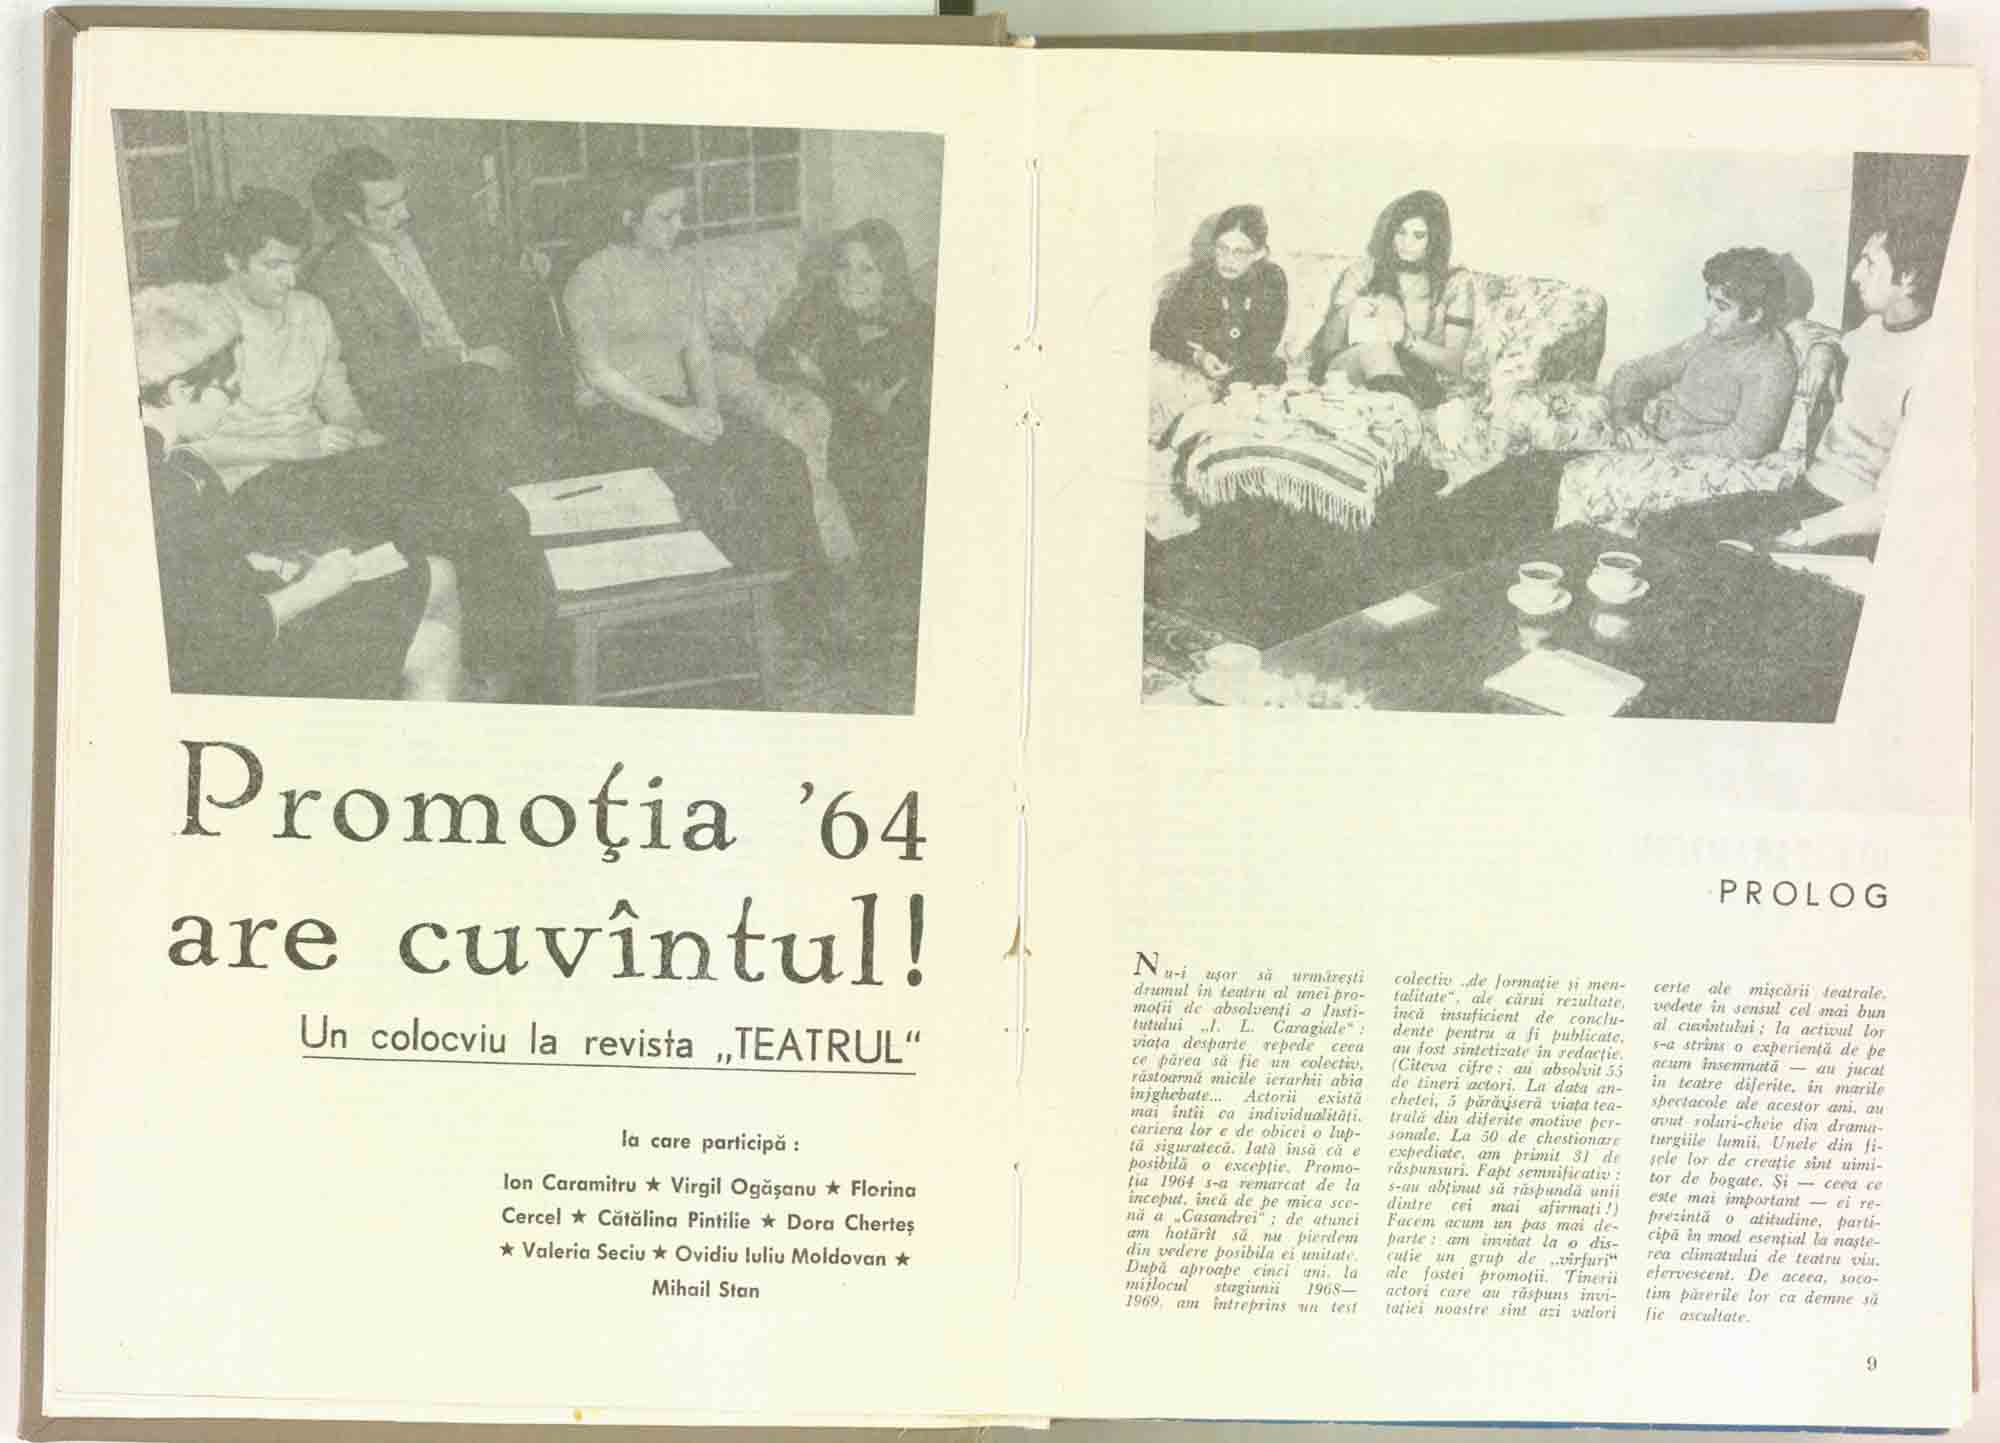 Promoţia '64
are cuvîntul!
Un colocviu la revista „TEATRUL“
la care participă :
Ion Caramitru ★ Virgil Ogăşanu ★ Florina
Cercel ★ Cătălina Pintilie ★ Dora Cherteş
★ Valeria Seciu ★ Ovidiu Iuliu Moldovan ★
Mihail Stan
PROLOG
Nu-i uşor să urmăreşti
drumul în teatru al unei pro-
moţii de absolvenţi a Insti-
tutului „I. L. Caragiale“ :
viaţa desparte repede ceea
ce părea să fie un colectiv,
răstoarnă micile ierarhii abia
înjghebate... Actorii există
mai întîi ca individualităţi,
cariera lor e de obicei o lup-
tă singuratecă. Iată însă că e
posibilă o excepţie. Promo-
ţia 1964 s-a remarcat de la
început, încă de pe mica sce-
nă a „Casandrei“ ; de atunci
am hotărît să nu pierdem
din vedere posibila ei unitate.
După aproape cinci ani, la
mijlocul stagiunii 1968—
1969, am întreprins un test
colectiv „de formaţie şi men-
talitate“, ale cărui rezultate,
încă insuficient de conclu-
dente pentru a fi publicate,
au fost sintetizate în redacţie.
(Cîteva cifre : au absolvit 55
de tineri actori. La data an-
chetei, 5 părăsiseră viaţa tea-
trală din diferite motive per-
sonale. La 50 de chestionare
expediate, am primit 31 de
răspunsuri. Fapt semnificativ :
s-au abţinut să răspundă unii
dintre cei mai afirmaţi !)
Facem acum un pas mai de-
parte : am invitat la o dis-
cuţie un grup de „vîrfuri“
ale fostei promoţii. Tinerii
actori care au răspuns invi-
taţiei noastre sînt azi valori
certe ale mişcării teatrale,
vedete în sensul cel mai bun
al cuvîntului ; la activul lor
s-a strîns o experienţă de pe
acum însemnată — au jucat
în teatre diferite, în marile
spectacole ale acestor ani, au
avut roluri-cheie din drama-
turgiile lumii. Unele din fi-
şele lor de creaţie sînt uimi-
tor de bogate. Şi — ceea ce
este mai important — ei re-
prezintă o atitudine, parti-
cipă în mod esenţial la naşte-
rea climatului de teatru viu,
efervescent. De aceea, soco-
tim părerile lor ca demne să
fie ascultate.
9